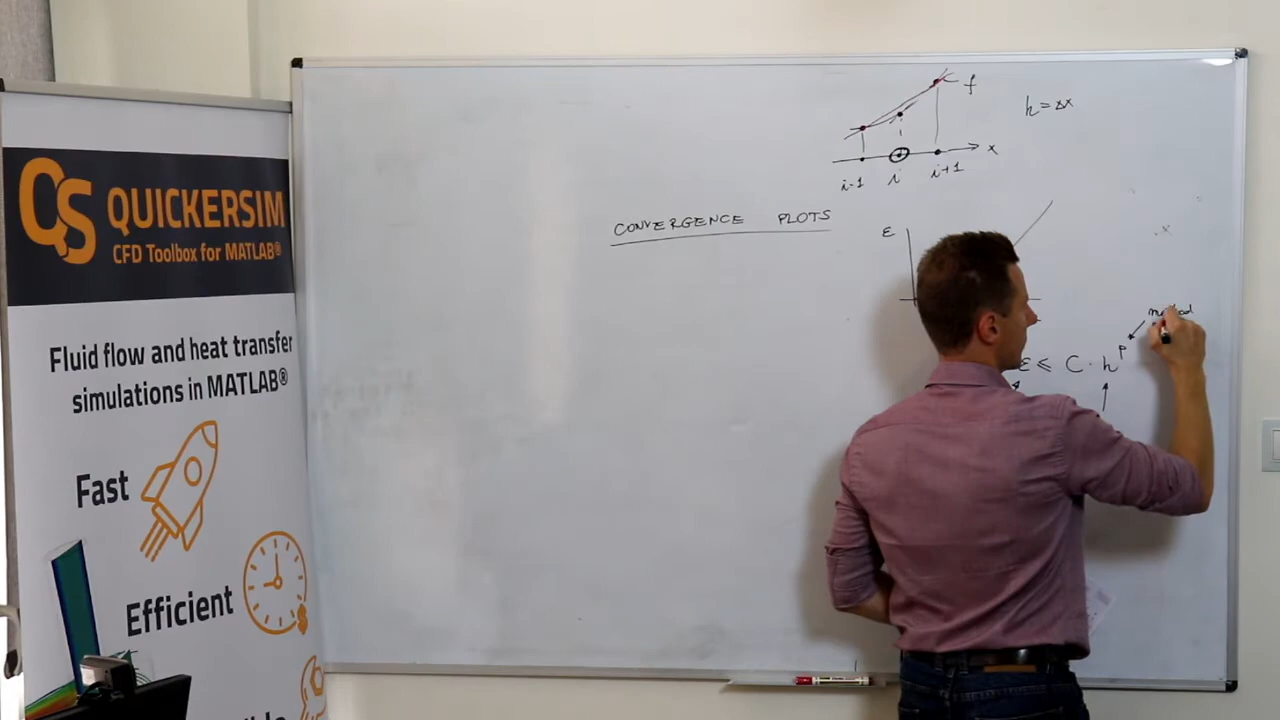 QS QUICKERSIM
CFD Toolbox for MATLAB®
Fluid flow and heat transfer
simulations in MATLAB®
Fast
Efficient
CONVERGENCE PLOTS
f
h = Δx
x
i-1 i i+1
ε
ε ≤ C · h^p